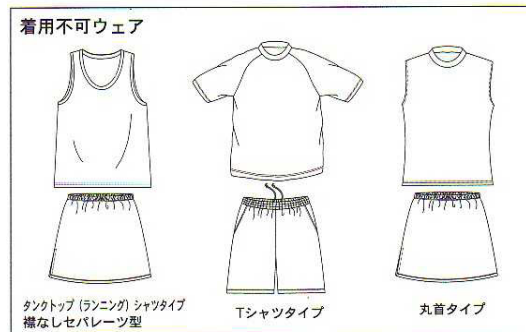 着用不可ウェア
タンクトップ（ランニング）シャツタイプ
襟なしセパレーツ型
Tシャツタイプ
丸首タイプ